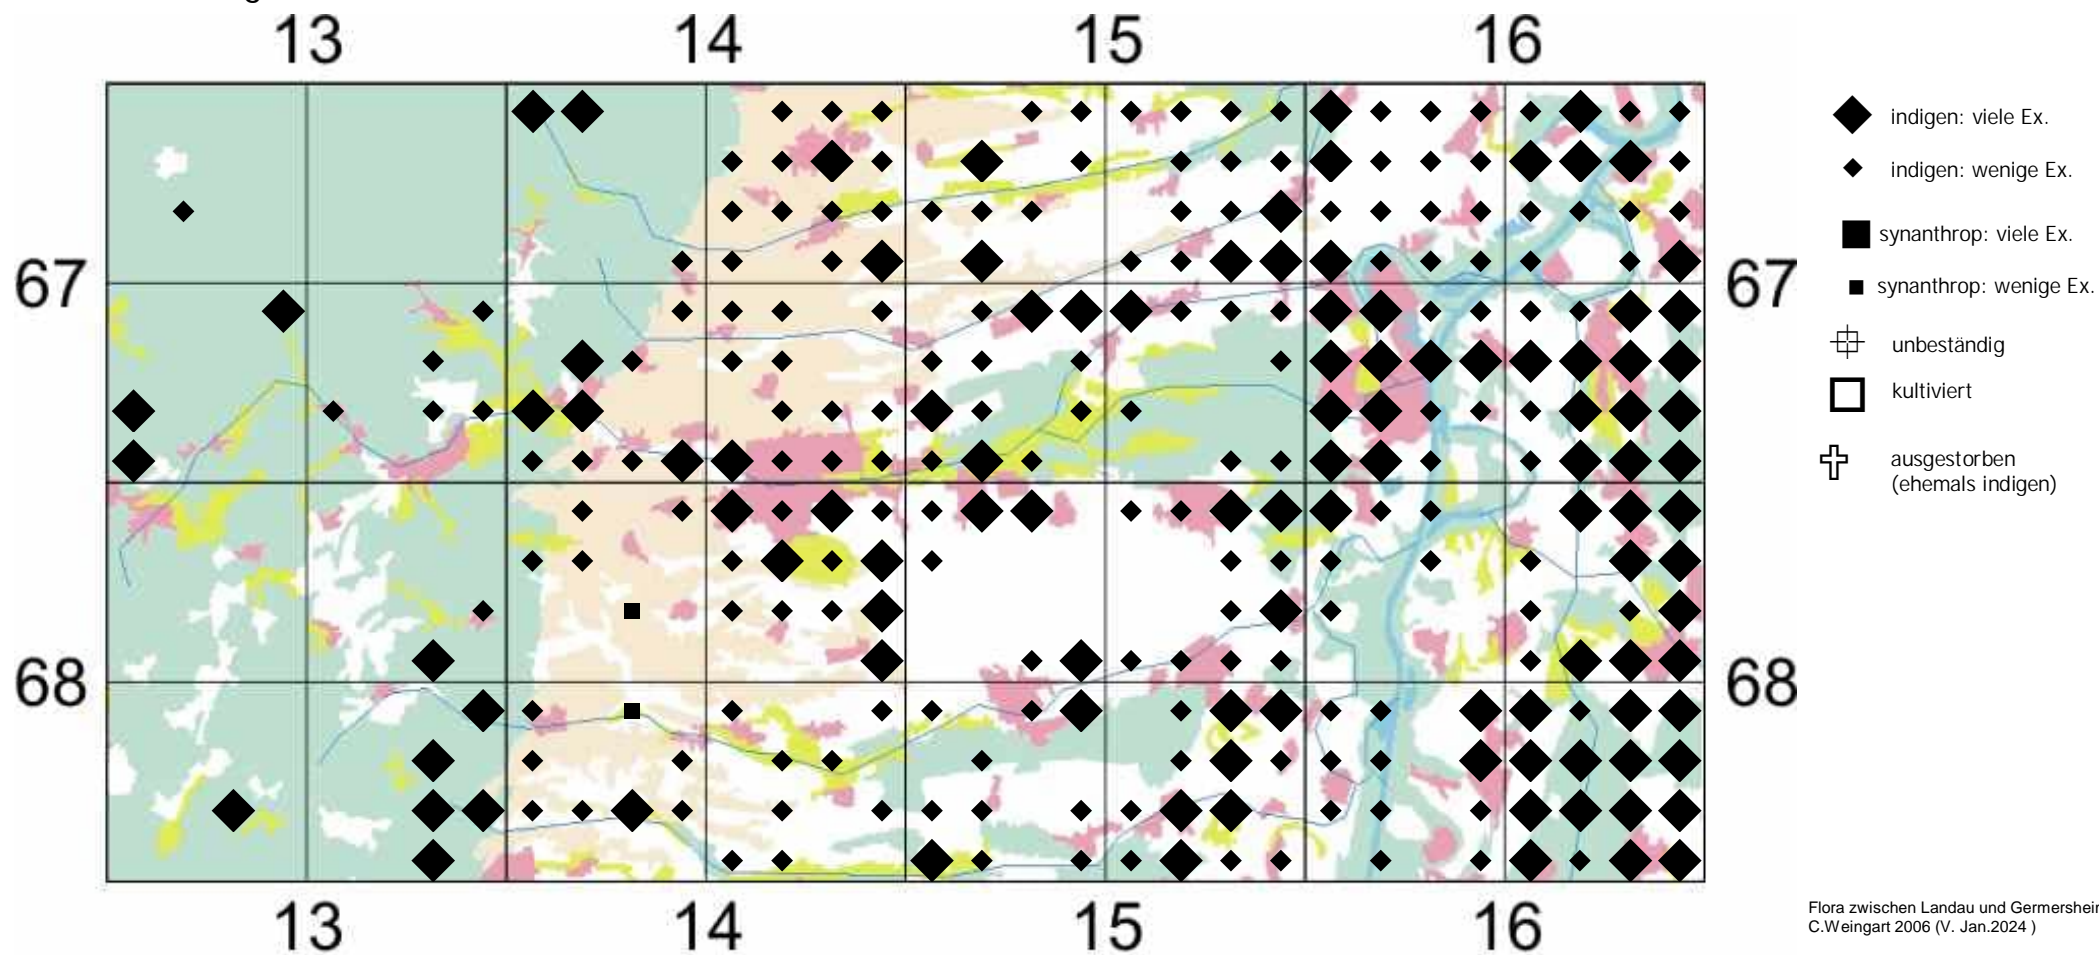 13 14 15 16
indigen: viele Ex.
indigen: wenige Ex.
synanthrop: viele Ex.
67 67
synanthrop: wenige Ex.
unbeständig
kultiviert
ausgestorben
(ehemals indigen)
68 68
13 14 15 16
Flora zwischen Landau und Germershein
C.Weingart 2006 (V. Jan.2024 )